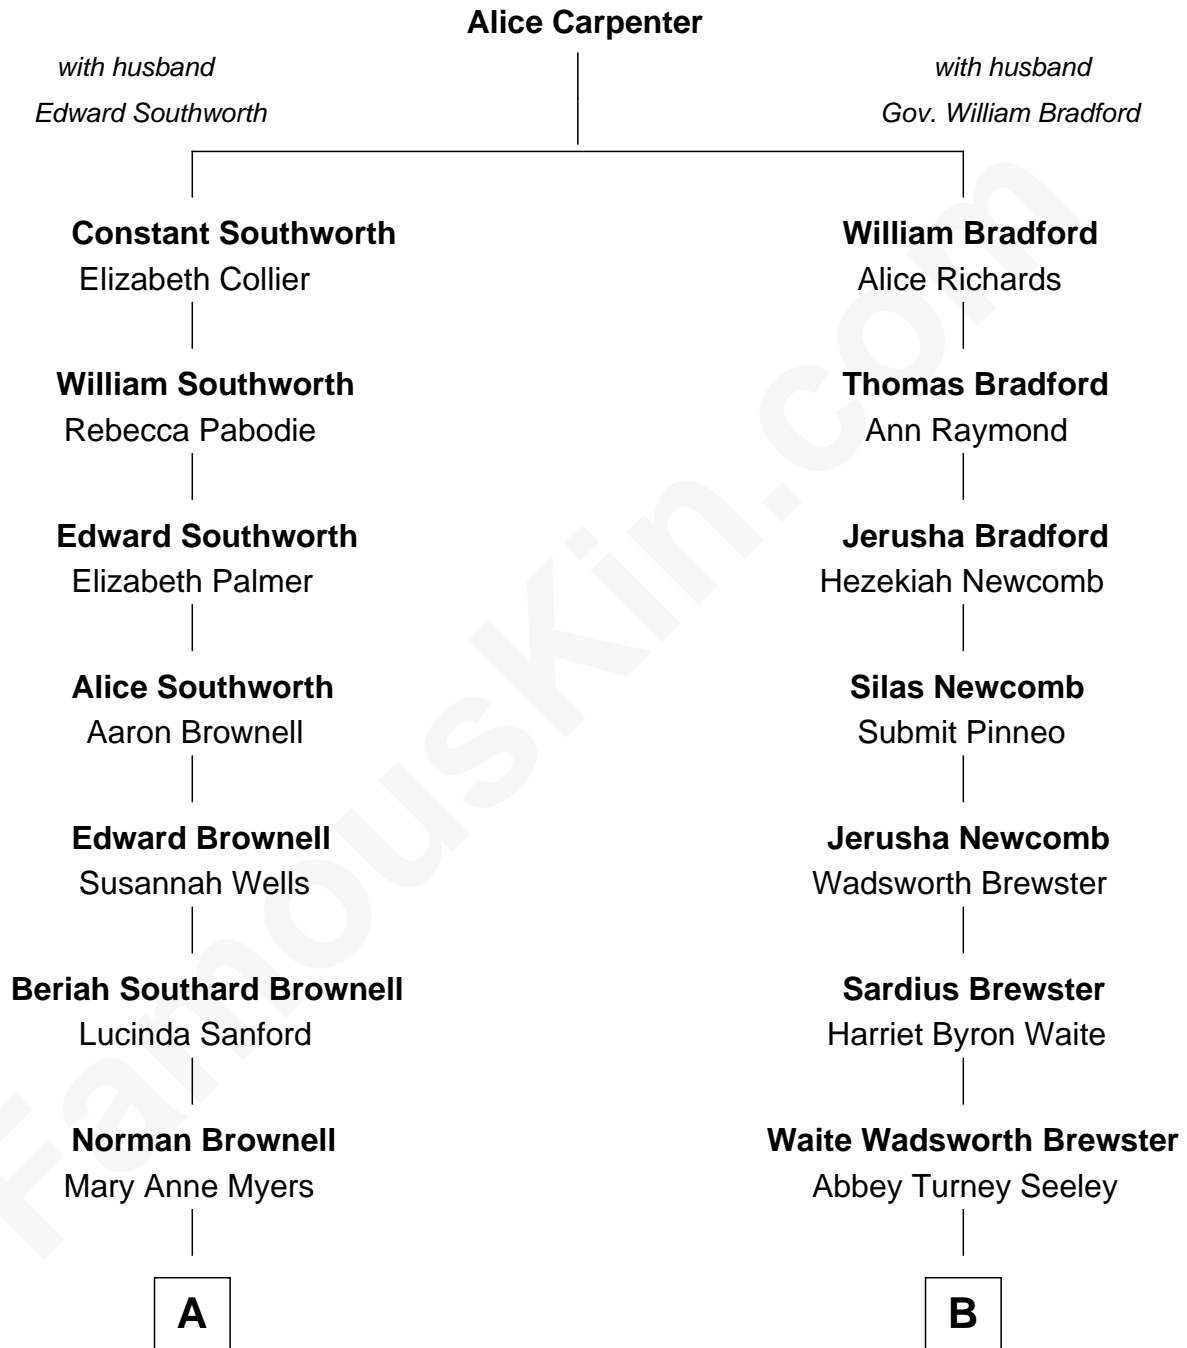 Alice Carpenter
with husband
Edward Southworth
with husband
Gov. William Bradford
Constant Southworth
Elizabeth Collier
William Bradford
Alice Richards
William Southworth
Rebecca Pabodie
Thomas Bradford
Ann Raymond
Edward Southworth
Elizabeth Palmer
Jerusha Bradford
Hezekiah Newcomb
Alice Southworth
Aaron Brownell
Silas Newcomb
Submit Pinneo
Edward Brownell
Susannah Wells
Jerusha Newcomb
Wadsworth Brewster
Beriah Southard Brownell
Lucinda Sanford
Sardius Brewster
Harriet Byron Waite
Norman Brownell
Mary Anne Myers
Waite Wadsworth Brewster
Abbey Turney Seeley
A
B
FamousKin.com